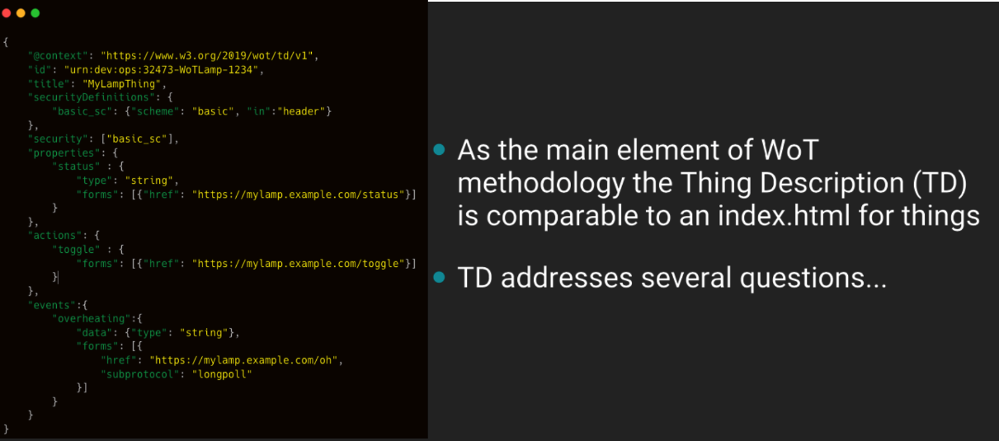 {
    "@context": "https://www.w3.org/2019/wot/td/v1",
    "id": "urn:dev:ops:32473-WoTLamp-1234",
    "title": "MyLampThing",
    "securityDefinitions": {
        "basic_sc": {"scheme": "basic", "in":"header"}
    },
    "security": ["basic_sc"],
    "properties": {
        "status" : {
            "type": "string",
            "forms": [{"href": "https://mylamp.example.com/status"}]
        }
    },
    "actions": {
        "toggle" : {
            "forms": [{"href": "https://mylamp.example.com/toggle"}]
        }
    },
    "events":{
        "overheating":{
            "data": {"type": "string"},
            "forms": [{
                "href": "https://mylamp.example.com/oh",
                "subprotocol": "longpoll"
            }]
        }
    }
}
• As the main element of WoT
methodology the Thing Description (TD)
is comparable to an index.html for things
• TD addresses several questions...